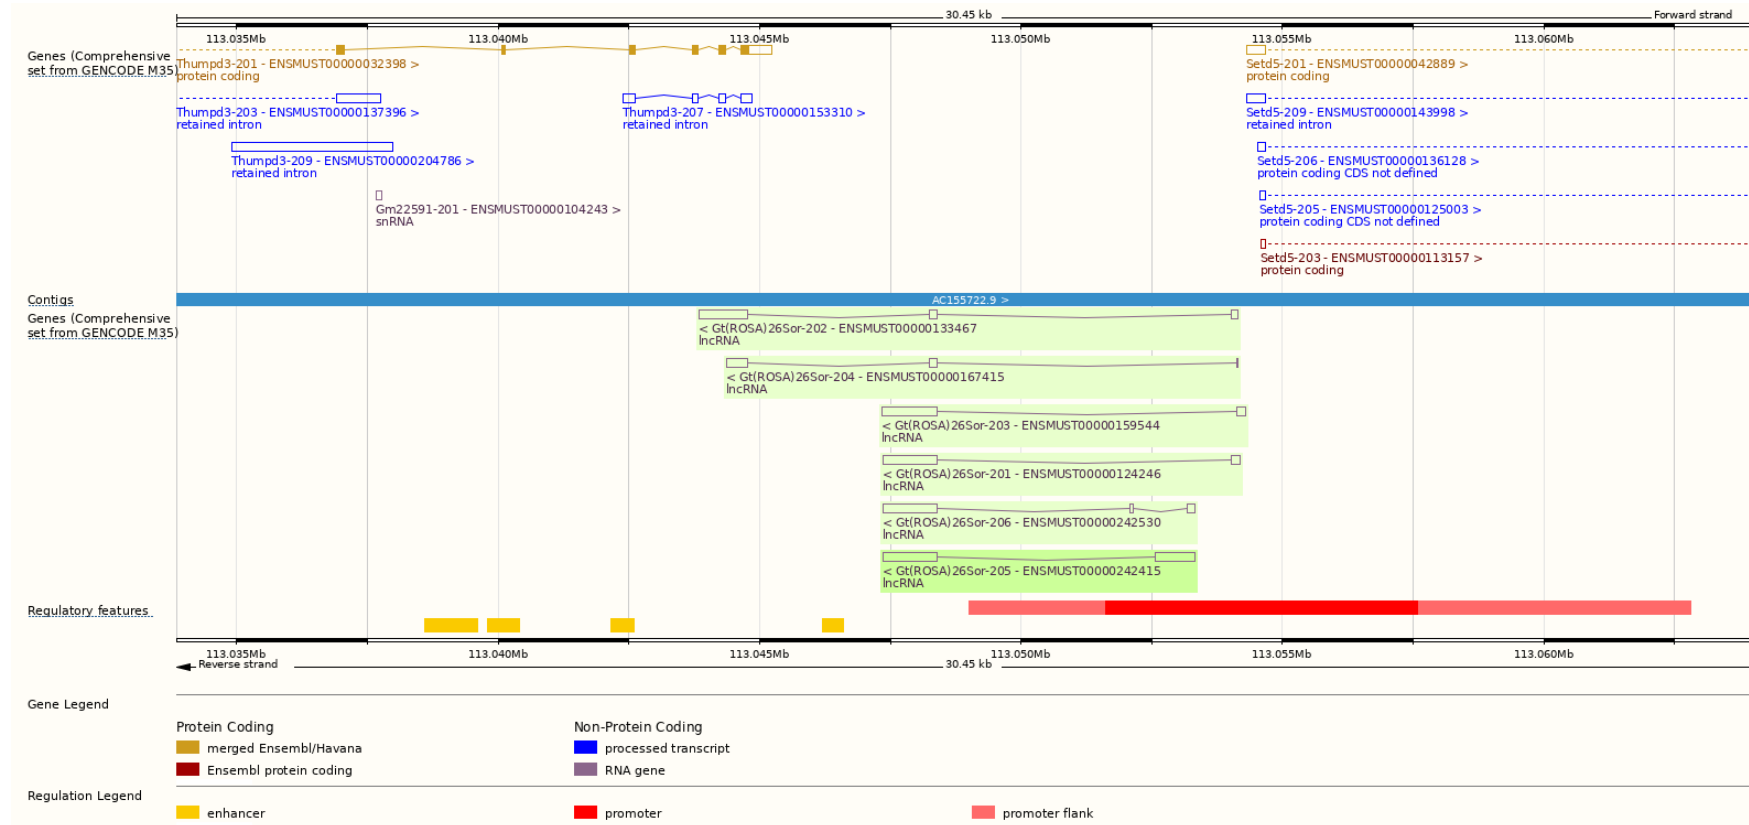 30.45 kb
Forward strand
113.035Mb 113.040Mb 113.045Mb 113.050Mb 113.055Mb 113.060Mb
Genes (Comprehensive
set from GENCODE M35)
Thumpd3-201 - ENSMUST00000032398 >
protein coding
Setd5-201 - ENSMUST00000042889 >
protein coding
Thumpd3-203 - ENSMUST00000137396 >
retained intron
Thumpd3-207 - ENSMUST00000153310 >
retained intron
Setd5-209 - ENSMUST00000143998 >
retained intron
Thumpd3-209 - ENSMUST00000204786 >
retained intron
Setd5-206 - ENSMUST00000136128 >
protein coding CDS not defined
Gm22591-201 - ENSMUST00000104243 >
snRNA
Setd5-205 - ENSMUST00000125003 >
protein coding CDS not defined
Setd5-203 - ENSMUST00000113157 >
protein coding
Contigs
AC155722.9 >
Genes (Comprehensive
set from GENCODE M35)
< Gt(ROSA)26Sor-202 - ENSMUST00000133467
lncRNA
< Gt(ROSA)26Sor-204 - ENSMUST00000167415
lncRNA
< Gt(ROSA)26Sor-203 - ENSMUST00000159544
lncRNA
< Gt(ROSA)26Sor-201 - ENSMUST00000124246
lncRNA
< Gt(ROSA)26Sor-206 - ENSMUST00000242530
lncRNA
< Gt(ROSA)26Sor-205 - ENSMUST00000242415
lncRNA
Regulatory features
113.035Mb 113.040Mb 113.045Mb 113.050Mb 113.055Mb 113.060Mb
Reverse strand
30.45 kb
Gene Legend
Protein Coding
merged Ensembl/Havana
Ensembl protein coding
Non-Protein Coding
processed transcript
RNA gene
Regulation Legend
enhancer
promoter
promoter flank